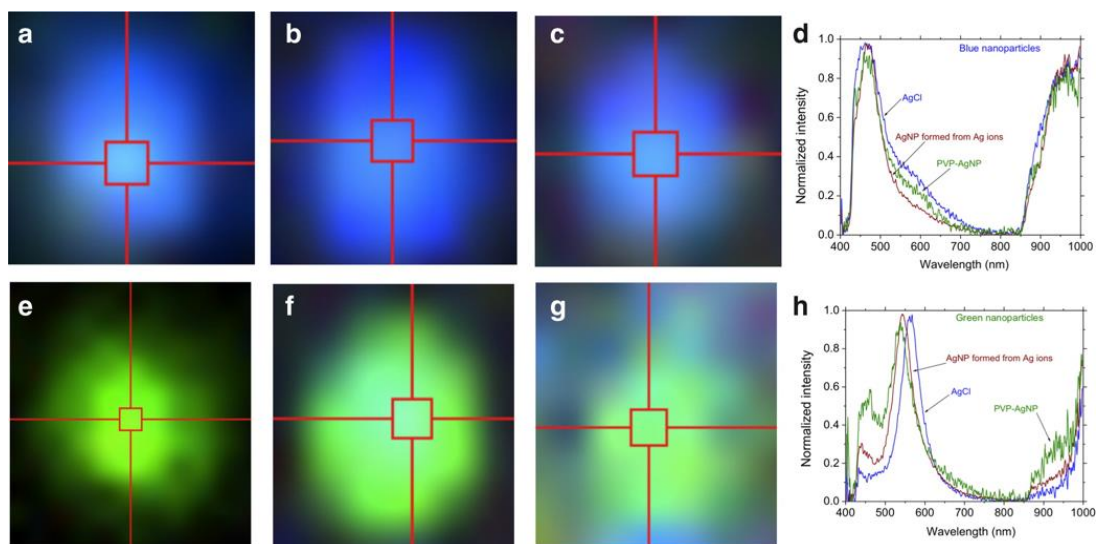 a
b
c
d
Blue nanoparticles
AgCl
AgNP formed from Ag ions
PVP-AgNP
Normalized intensity
1.0
0.8
0.6
0.4
0.2
0.0
400 500 600 700 800 900 1000
Wavelength (nm)
e
f
g
h
Green nanoparticles
AgNP formed from Ag ions
AgCl
PVP-AgNP
Normalized intensity
1.0
0.8
0.6
0.4
0.2
0.0
400 500 600 700 800 900 1000
Wavelength (nm)